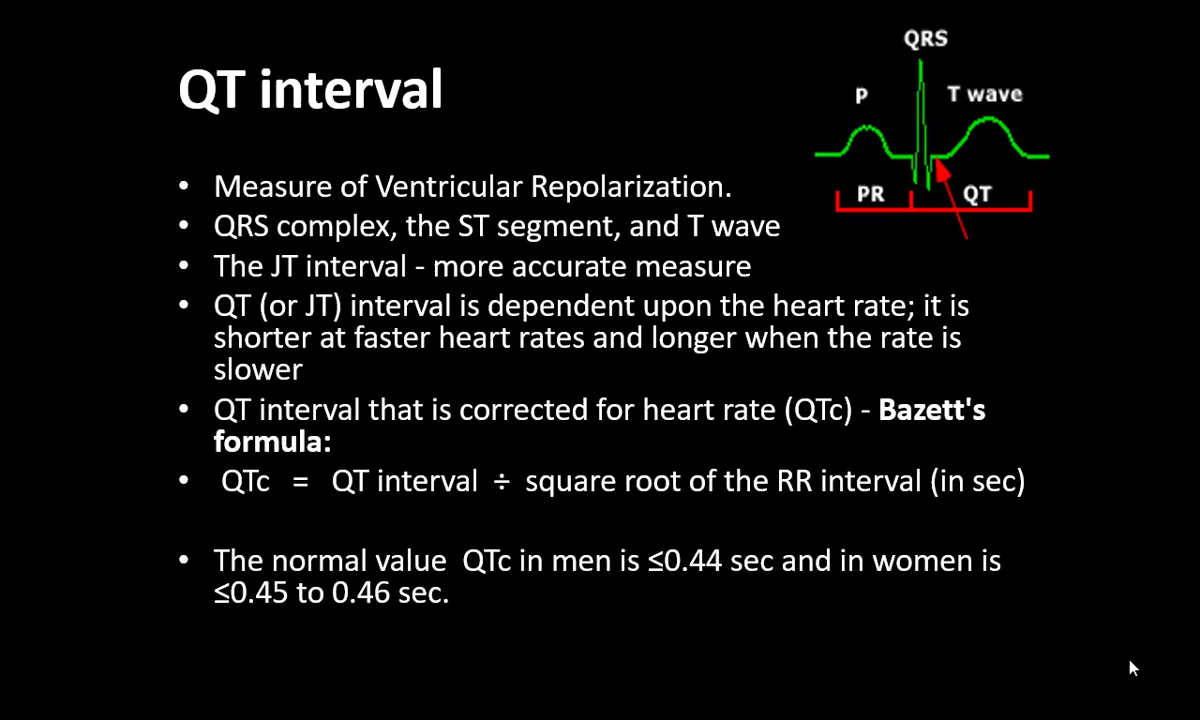 QT interval
QRS
P
T wave
PR
QT
• Measure of Ventricular Repolarization.
• QRS complex, the ST segment, and T wave
• The JT interval - more accurate measure
• QT (or JT) interval is dependent upon the heart rate; it is
shorter at faster heart rates and longer when the rate is
slower
• QT interval that is corrected for heart rate (QTc) - Bazett's
formula:
• QTc = QT interval ÷ square root of the RR interval (in sec)
• The normal value QTc in men is ≤0.44 sec and in women is
≤0.45 to 0.46 sec.